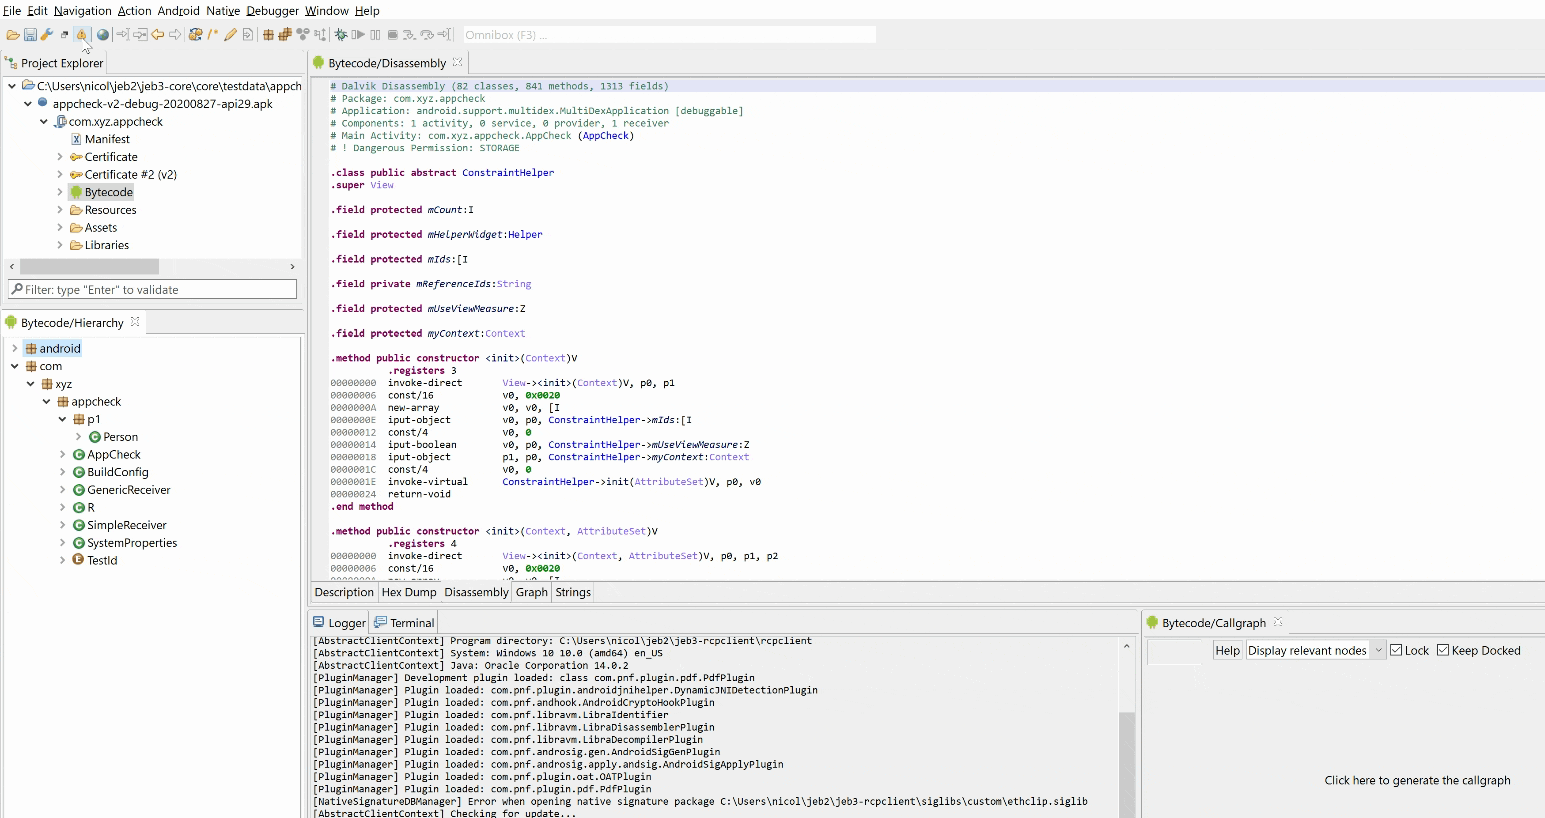 File Edit Navigation Action Android Native Debugger Window Help
Omnibox (F3) ...
Project Explorer
C:\Users\nicol\jeb2\jeb3-core\core\testdata\appch
appcheck-v2-debug-20200827-api29.apk
com.xyz.appcheck
Manifest
Certificate
Certificate #2 (v2)
Bytecode
Resources
Assets
Libraries
Filter: type "Enter" to validate
Bytecode/Hierarchy
android
com
xyz
appcheck
p1
Person
AppCheck
BuildConfig
GenericReceiver
R
SimpleReceiver
SystemProperties
TestId
Bytecode/Disassembly
# Dalvik Disassembly (82 classes, 841 methods, 1313 fields)
# Package: com.xyz.appcheck
# Application: android.support.multidex.MultiDexApplication [debuggable]
# Components: 1 activity, 0 service, 0 provider, 1 receiver
# Main Activity: com.xyz.appcheck.AppCheck (AppCheck)
# ! Dangerous Permission: STORAGE
.class public abstract ConstraintHelper
.super View
.field protected mCount:I
.field protected mHelperWidget:Helper
.field protected mIds:[I
.field private mReferenceIds:String
.field protected mUseViewMeasure:Z
.field protected myContext:Context
.method public constructor <init>(Context)V
.registers 3
00000000 invoke-direct View-><init>(Context)V, p0, p1
00000006 const/16 v0, 0x0020
0000000A new-array v0, v0, [I
0000000E iput-object v0, p0, ConstraintHelper->mIds:[I
00000012 const/4 v0, 0
00000014 iput-boolean v0, p0, ConstraintHelper->mUseViewMeasure:Z
00000018 iput-object p1, p0, ConstraintHelper->myContext:Context
0000001C const/4 v0, 0
0000001E invoke-virtual ConstraintHelper->init(AttributeSet)V, p0, v0
00000024 return-void
.end method
.method public constructor <init>(Context, AttributeSet)V
.registers 4
00000000 invoke-direct View-><init>(Context, AttributeSet)V, p0, p1, p2
00000006 const/16 v0, 0x0020
Description Hex Dump Disassembly Graph Strings
Logger Terminal
[AbstractClientContext] Program directory: C:\Users\nicol\jeb2\jeb3-rcpclient\rcpclient
[AbstractClientContext] System: Windows 10 10.0 (amd64) en_US
[AbstractClientContext] Java: Oracle Corporation 14.0.2
[PluginManager] Development plugin loaded: class com.pnf.plugin.pdf.PdfPlugin
[PluginManager] Plugin loaded: com.pnf.plugin.androidjnihelper.DynamicJNIDetectionPlugin
[PluginManager] Plugin loaded: com.pnf.andhook.AndroidCryptoHookPlugin
[PluginManager] Plugin loaded: com.pnf.libravm.LibraIdentifier
[PluginManager] Plugin loaded: com.pnf.libravm.LibraDisassemblerPlugin
[PluginManager] Plugin loaded: com.pnf.libravm.LibraDecompilerPlugin
[PluginManager] Plugin loaded: com.pnf.androsig.gen.AndroidSigGenPlugin
[PluginManager] Plugin loaded: com.pnf.androsig.apply.andsig.AndroidSigApplyPlugin
[PluginManager] Plugin loaded: com.pnf.plugin.oat.OATPlugin
[PluginManager] Plugin loaded: com.pnf.plugin.pdf.PdfPlugin
[NativeSignatureDBManager] Error when opening native signature package C:\Users\nicol\jeb2\jeb3-rcpclient\siglibs\custom\ethclip.siglib
[AbstractClientContext] Checking for update...
Bytecode/Callgraph
Help Display relevant nodes Lock Keep Docked
Click here to generate the callgraph